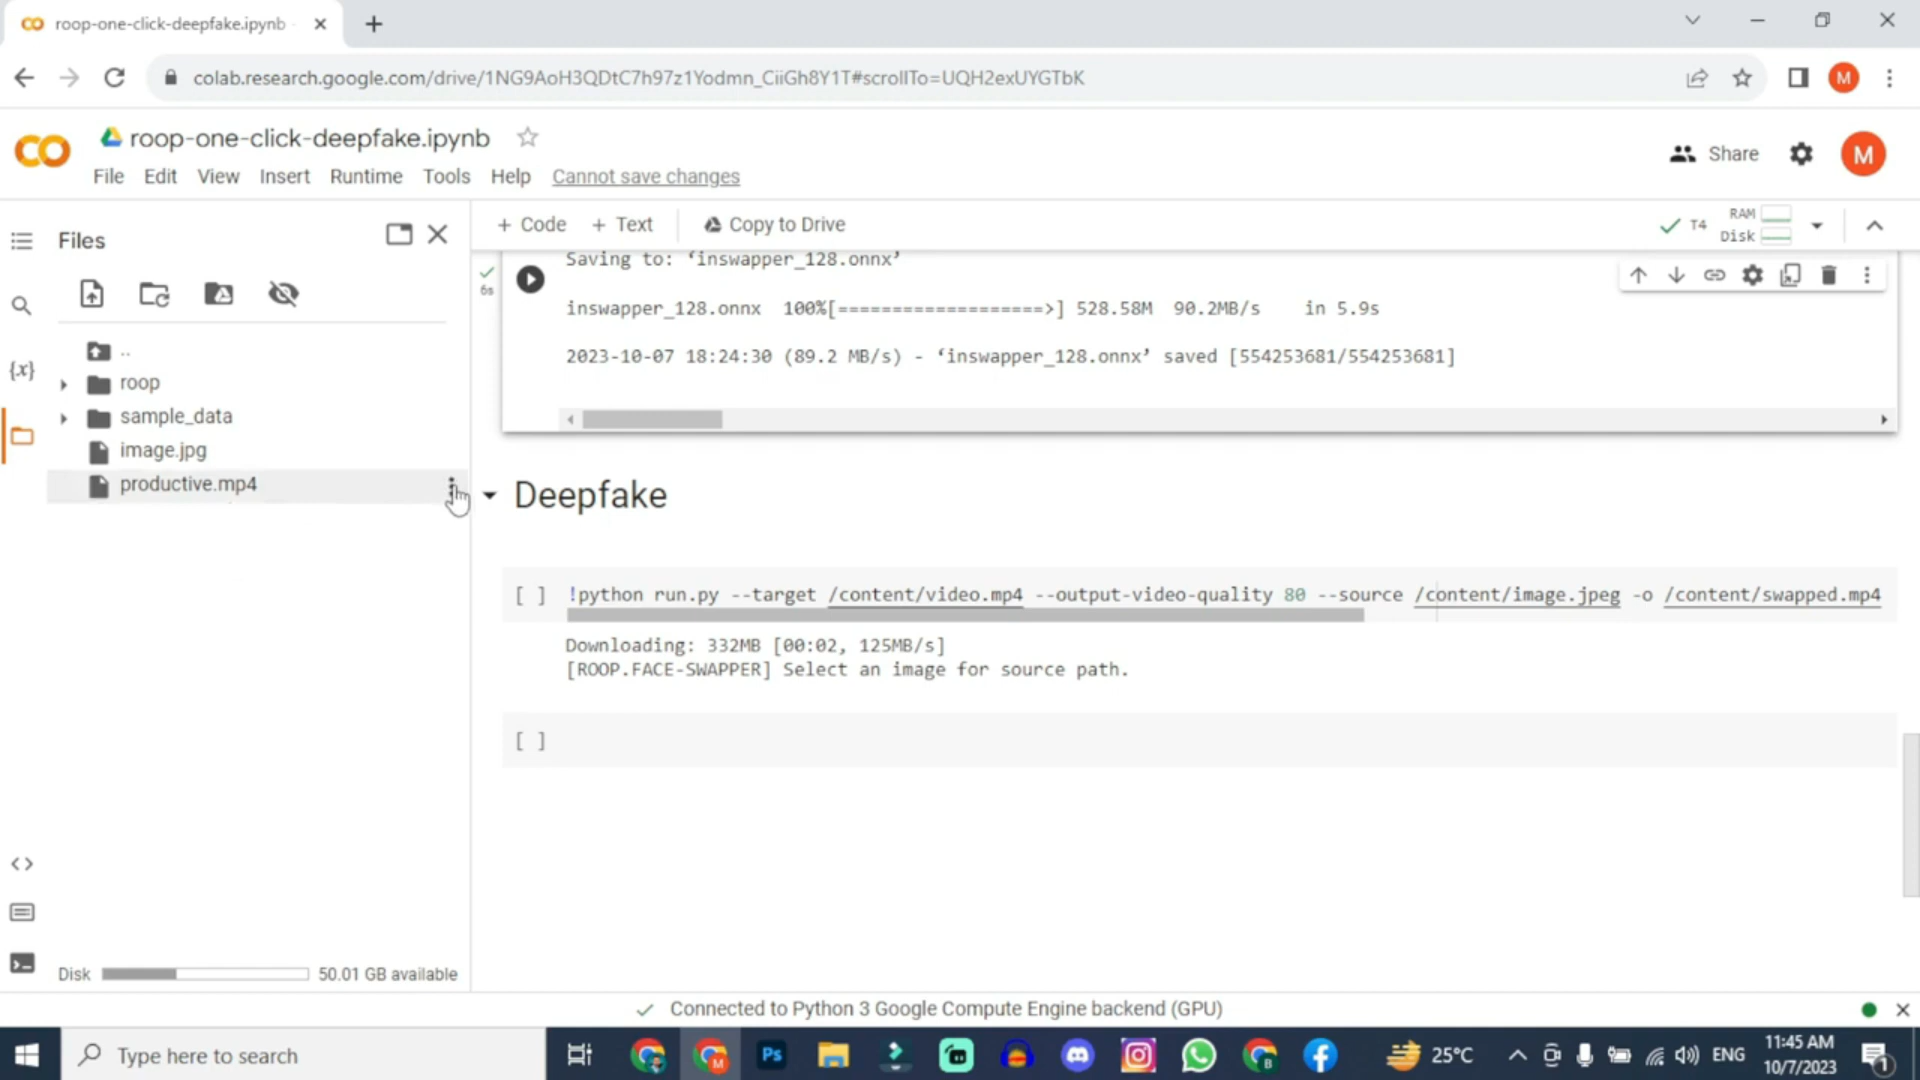 roop-one-click-deepfake.ipynb
colab.research.google.com/drive/1NG9AoH3QDtC7h97z1Yodmn_CiiGh8Y1T#scrollTo=UQH2exUYGTbK
M
roop-one-click-deepfake.ipynb
File Edit View Insert Runtime Tools Help Cannot save changes
Share
M
Files
+ Code + Text Copy to Drive
T4
RAM
Disk
..
roop
sample_data
image.jpg
productive.mp4
{x}
6s
Saving to: ‘inswapper_128.onnx’
inswapper_128.onnx 100%[===================>] 528.58M 90.2MB/s in 5.9s
2023-10-07 18:24:30 (89.2 MB/s) - ‘inswapper_128.onnx’ saved [554253681/554253681]
Deepfake
[ ] !python run.py --target /content/video.mp4 --output-video-quality 80 --source /content/image.jpeg -o /content/swapped.mp4
Downloading: 332MB [00:02, 125MB/s]
[ROOP.FACE-SWAPPER] Select an image for source path.
[ ]
Disk 50.01 GB available
Connected to Python 3 Google Compute Engine backend (GPU)
Type here to search
Ps
M
B
25°C
ENG
11:45 AM
10/7/2023
1